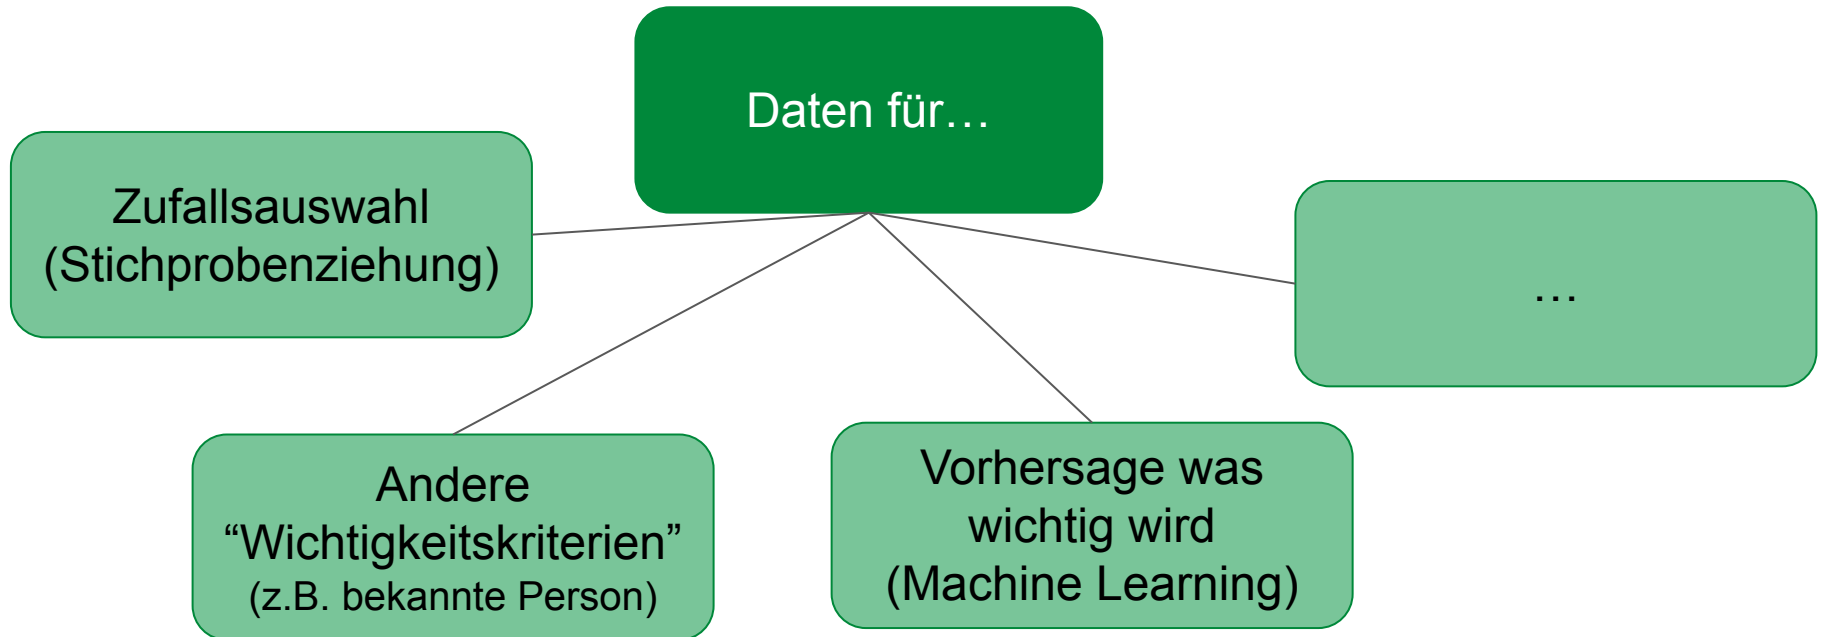 Daten für…
Zufallsauswahl
(Stichprobenziehung)
…
Andere
“Wichtigkeitskriterien”
(z.B. bekannte Person)
Vorhersage was
wichtig wird
(Machine Learning)